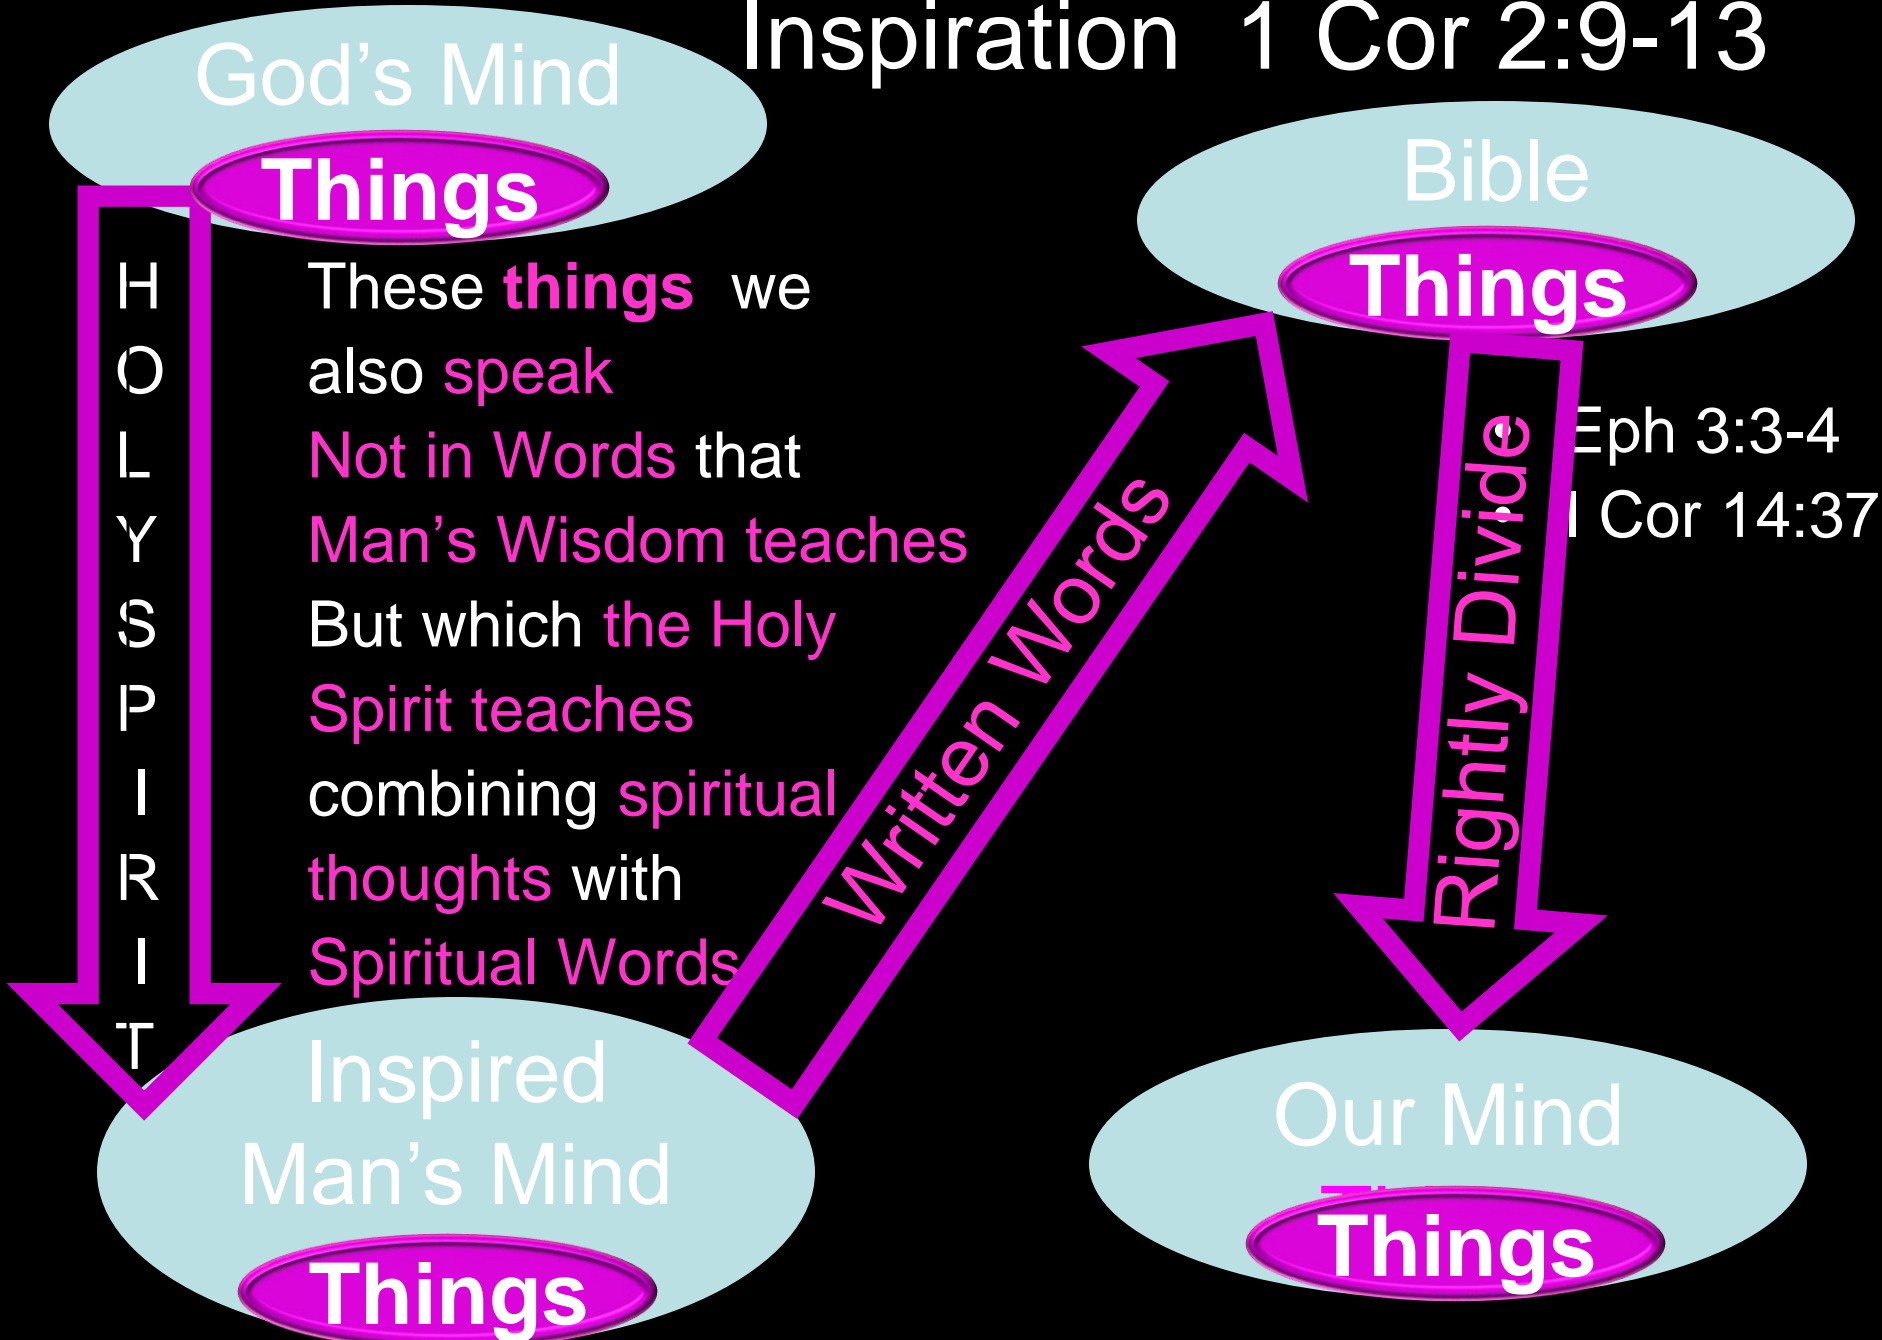 Inspiration 1 Cor 2:9-13
God's Mind
Things
HOLY SPIRIT
These things we
also speak
Not in Words that
Man's Wisdom teaches
But which the Holy
Spirit teaches
combining spiritual
thoughts with
Spiritual Words
Inspired
Man's Mind
Things
Written Words
Bible
Things
Rightly Divide
• Eph 3:3-4
• I Cor 14:37
Our Mind
Things